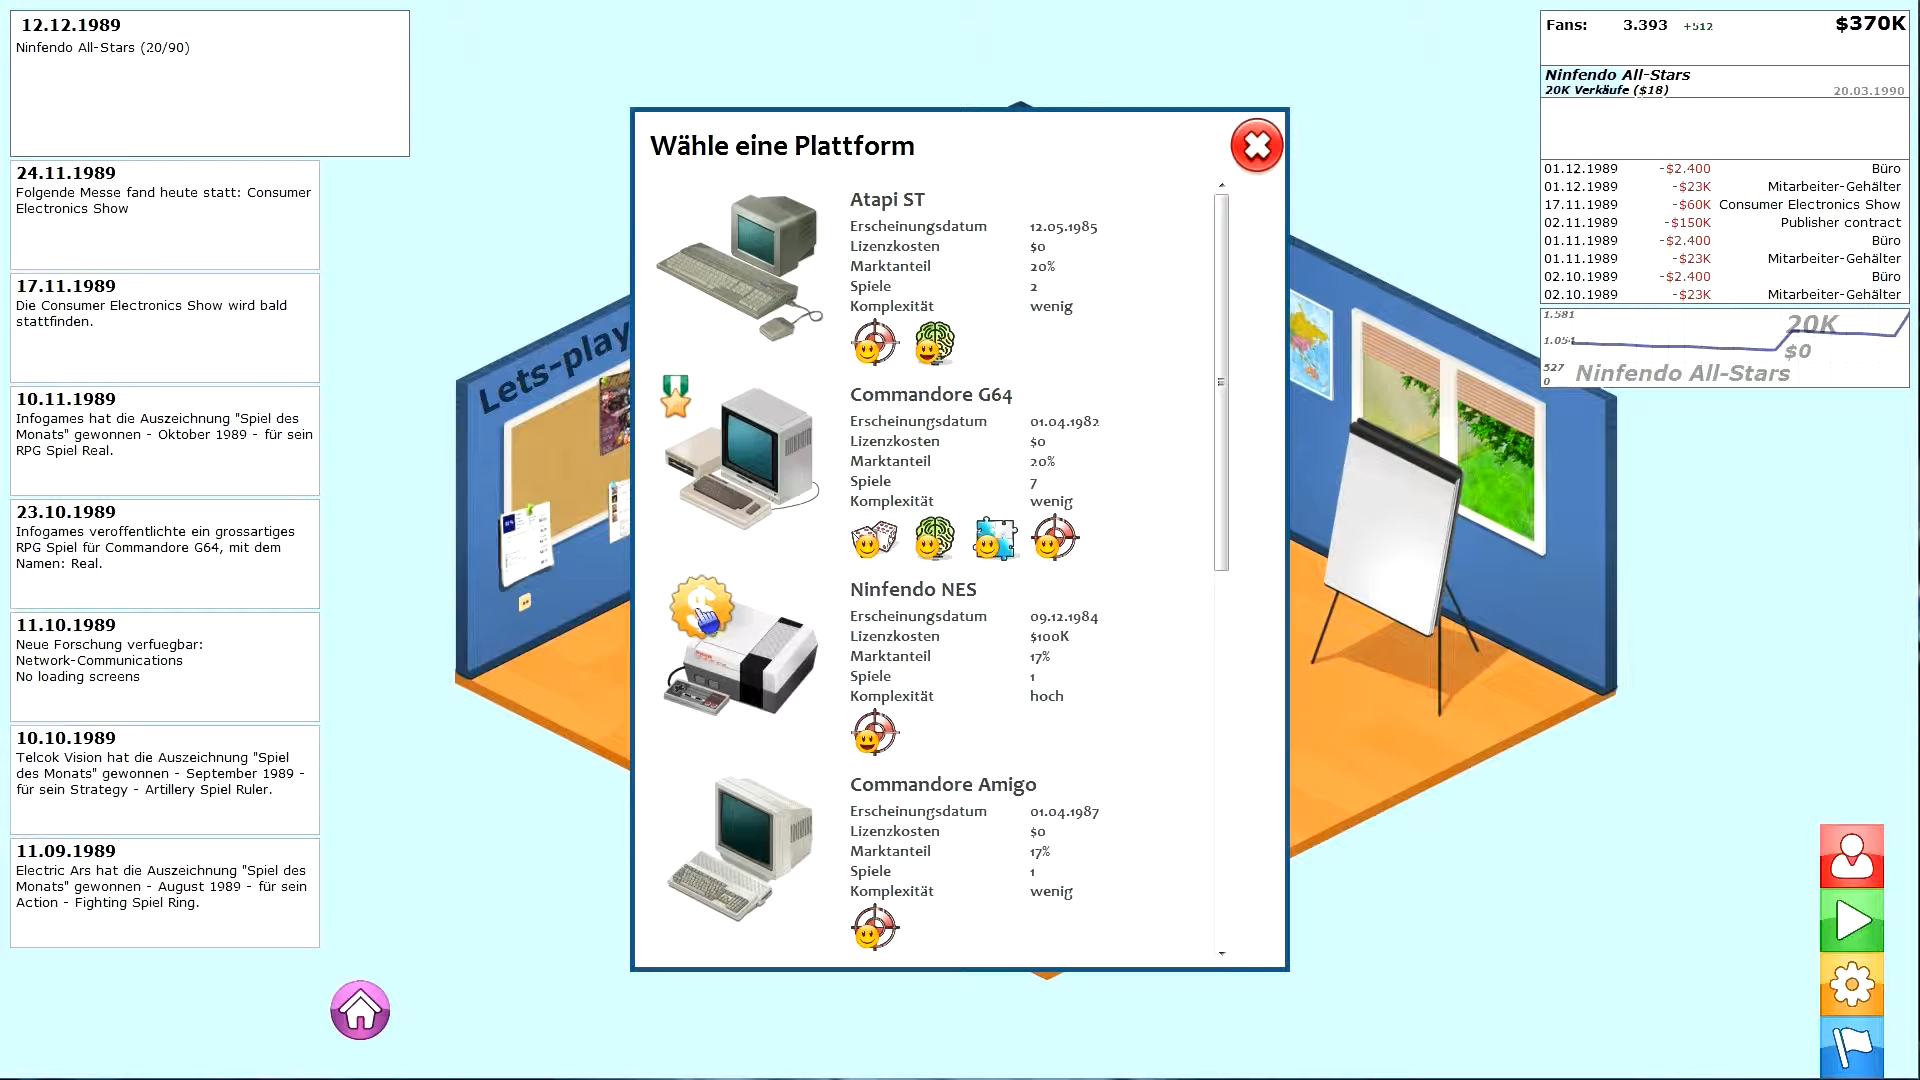 12.12.1989
Ninfendo All-Stars (20/90)
24.11.1989
Folgende Messe fand heute statt: Consumer
Electronics Show
17.11.1989
Die Consumer Electronics Show wird bald
stattfinden.
10.11.1989
Infogames hat die Auszeichnung "Spiel des
Monats" gewonnen - Oktober 1989 - für sein
RPG Spiel Real.
23.10.1989
Infogames veroffentlichte ein grossartiges
RPG Spiel für Commandore G64, mit dem
Namen: Real.
11.10.1989
Neue Forschung verfuegbar:
Network-Communications
No loading screens
10.10.1989
Telcok Vision hat die Auszeichnung "Spiel
des Monats" gewonnen - September 1989 -
für sein Strategy - Artillery Spiel Ruler.
11.09.1989
Electric Ars hat die Auszeichnung "Spiel des
Monats" gewonnen - August 1989 - für sein
Action - Fighting Spiel Ring.
Lets-play
Wähle eine Plattform
Atapi ST
Erscheinungsdatum 12.05.1985
Lizenzkosten $0
Marktanteil 20%
Spiele 2
Komplexität wenig
Commandore G64
Erscheinungsdatum 01.04.1982
Lizenzkosten $0
Marktanteil 20%
Spiele 7
Komplexität wenig
Ninfendo NES
Erscheinungsdatum 09.12.1984
Lizenzkosten $100K
Marktanteil 17%
Spiele 1
Komplexität hoch
Commandore Amigo
Erscheinungsdatum 01.04.1987
Lizenzkosten $0
Marktanteil 17%
Spiele 1
Komplexität wenig
Fans: 3.393 +512 $370K
Ninfendo All-Stars
20K Verkäufe ($18) 20.03.1990
01.12.1989 -$2.400 Büro
01.12.1989 -$23K Mitarbeiter-Gehälter
17.11.1989 -$60K Consumer Electronics Show
02.11.1989 -$150K Publisher contract
01.11.1989 -$2.400 Büro
01.11.1989 -$23K Mitarbeiter-Gehälter
02.10.1989 -$2.400 Büro
02.10.1989 -$23K Mitarbeiter-Gehälter
1.581
20K
1.054
$0
527
0
Ninfendo All-Stars